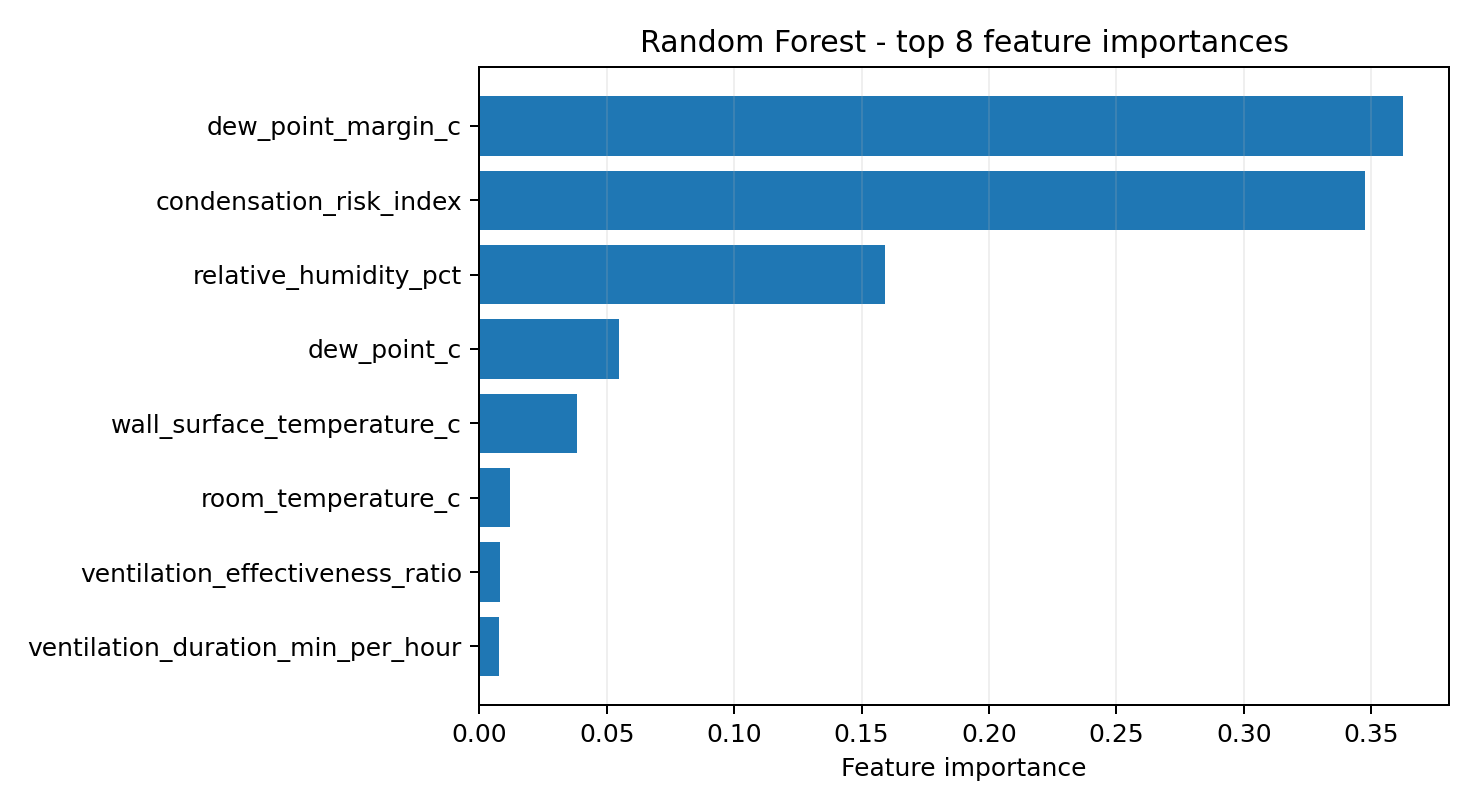 Random Forest - top 8 feature importances
dew_point_margin_c
condensation_risk_index
relative_humidity_pct
dew_point_c
wall_surface_temperature_c
room_temperature_c
ventilation_effectiveness_ratio
ventilation_duration_min_per_hour
0.00 0.05 0.10 0.15 0.20 0.25 0.30 0.35
Feature importance